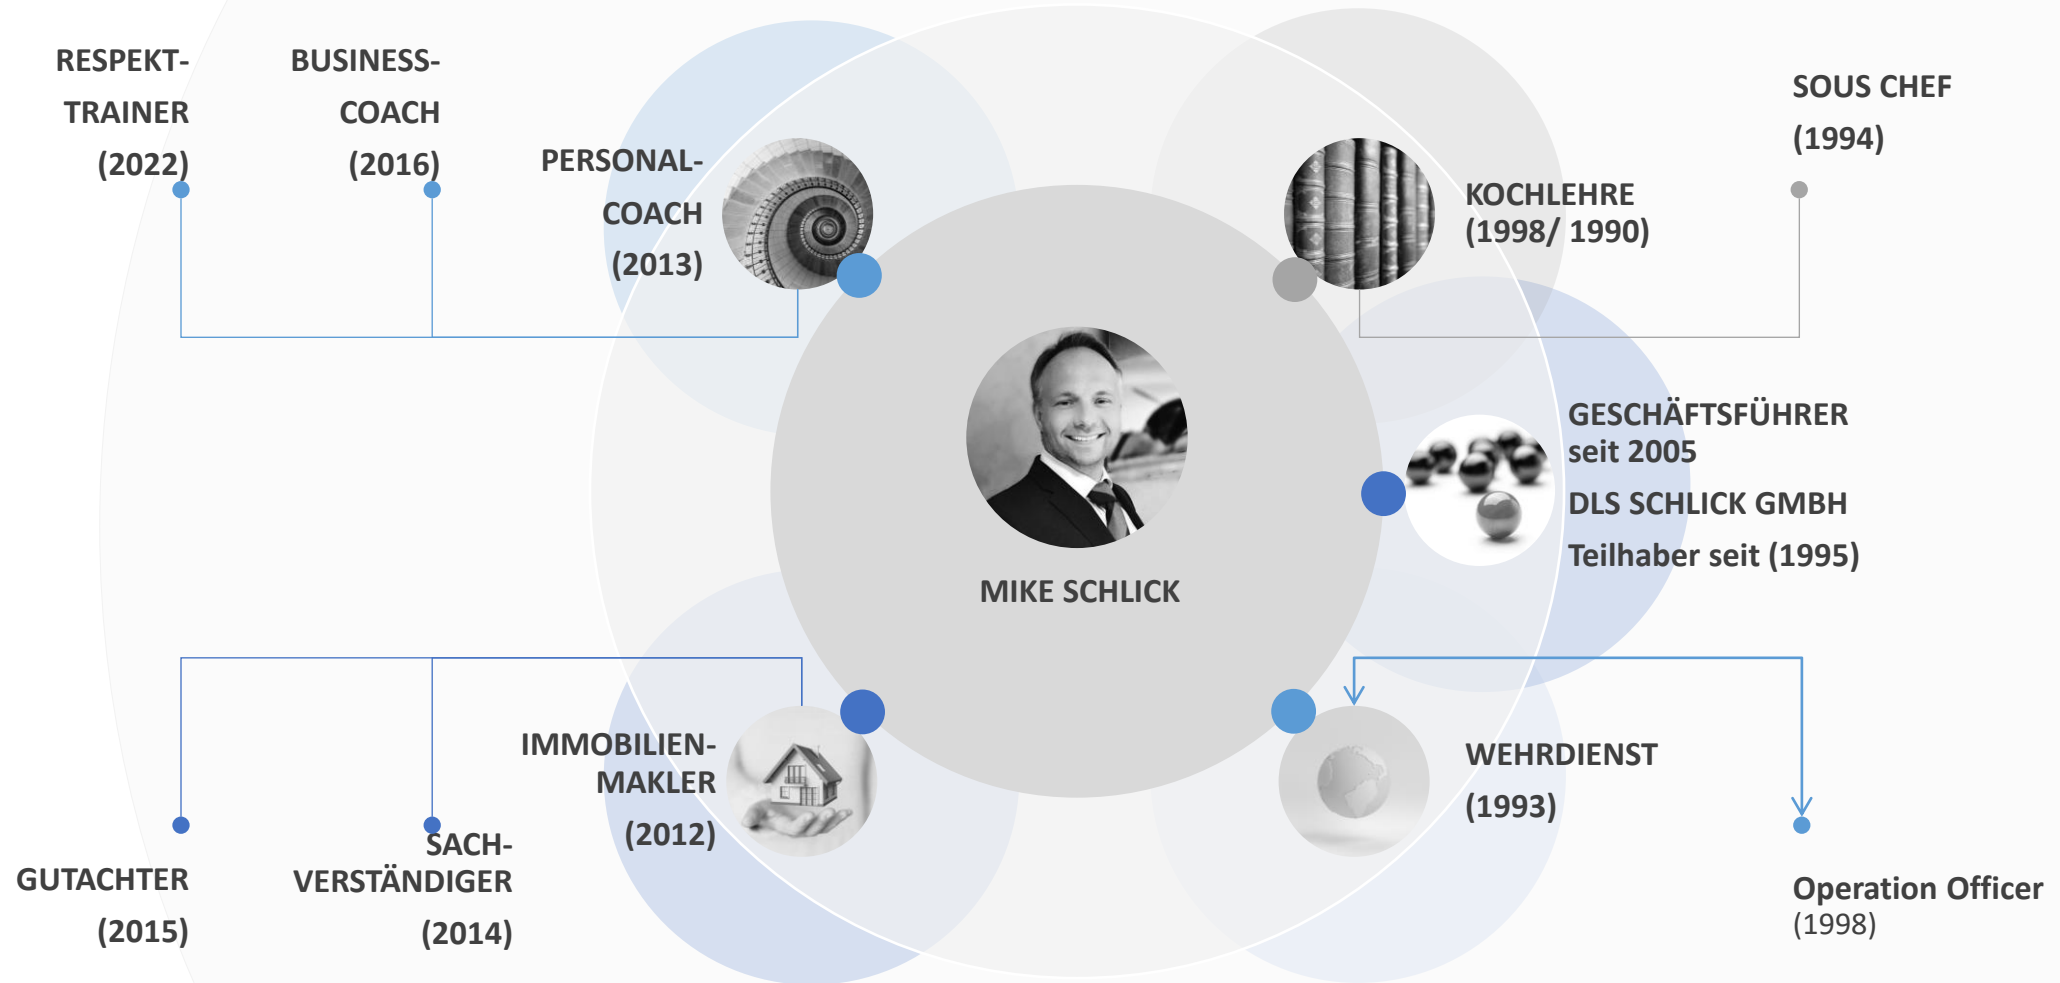 RESPEKT-
TRAINER
(2022)
BUSINESS-
COACH
(2016)
PERSONAL-
COACH
(2013)
KOCHLEHRE
(1998/ 1990)
SOUS CHEF
(1994)
GESCHÄFTSFÜHRER
seit 2005
DLS SCHLICK GMBH
Teilhaber seit (1995)
MIKE SCHLICK
IMMOBILIEN-
MAKLER
(2012)
WEHRDIENST
(1993)
GUTACHTER
(2015)
SACH-
VERSTÄNDIGER
(2014)
Operation Officer
(1998)